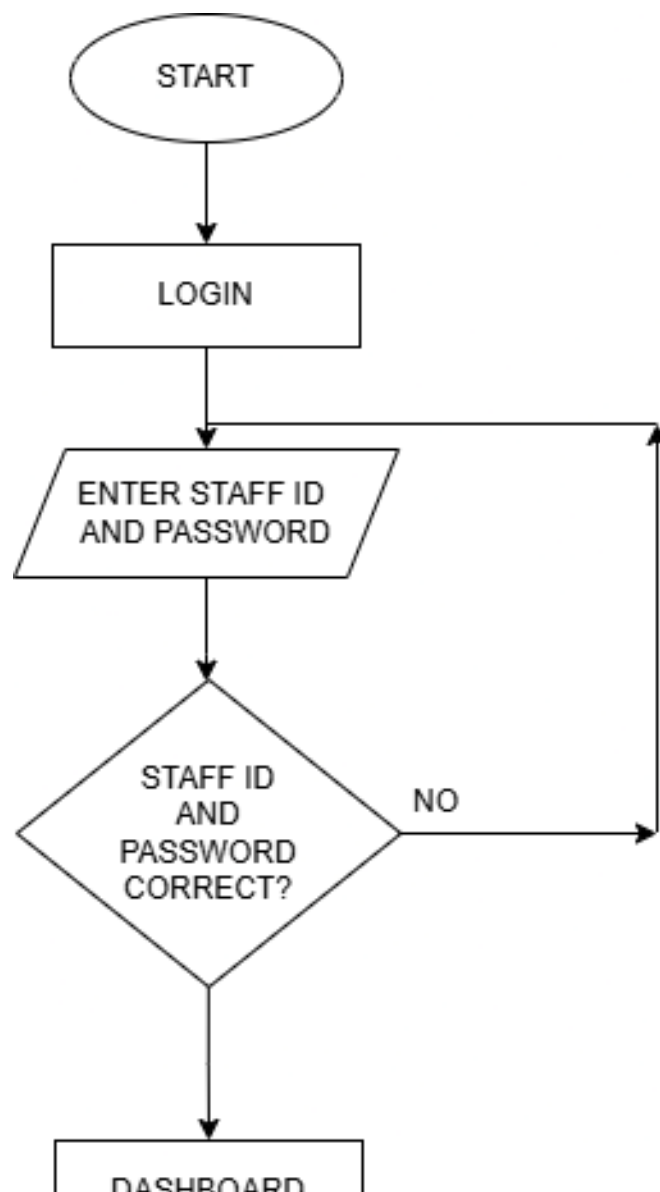 START
LOGIN
ENTER STAFF ID
AND PASSWORD
STAFF ID
AND
PASSWORD
CORRECT?
NO
DASHBOARD